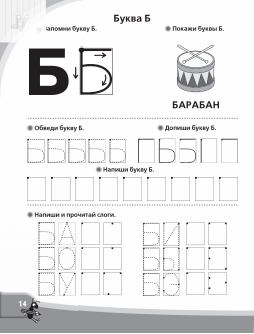 Буква Б
Запомни букву Б.
Покажи буквы Б.
Б Б
БАРАБАН
Обведи букву Б.
Допиши букву Б.
Б Б Б Б Б
Напиши букву Б.
Напиши и прочитай слоги.
Б А
Б И
Б О
Б Ы
Б У
Б Э
14